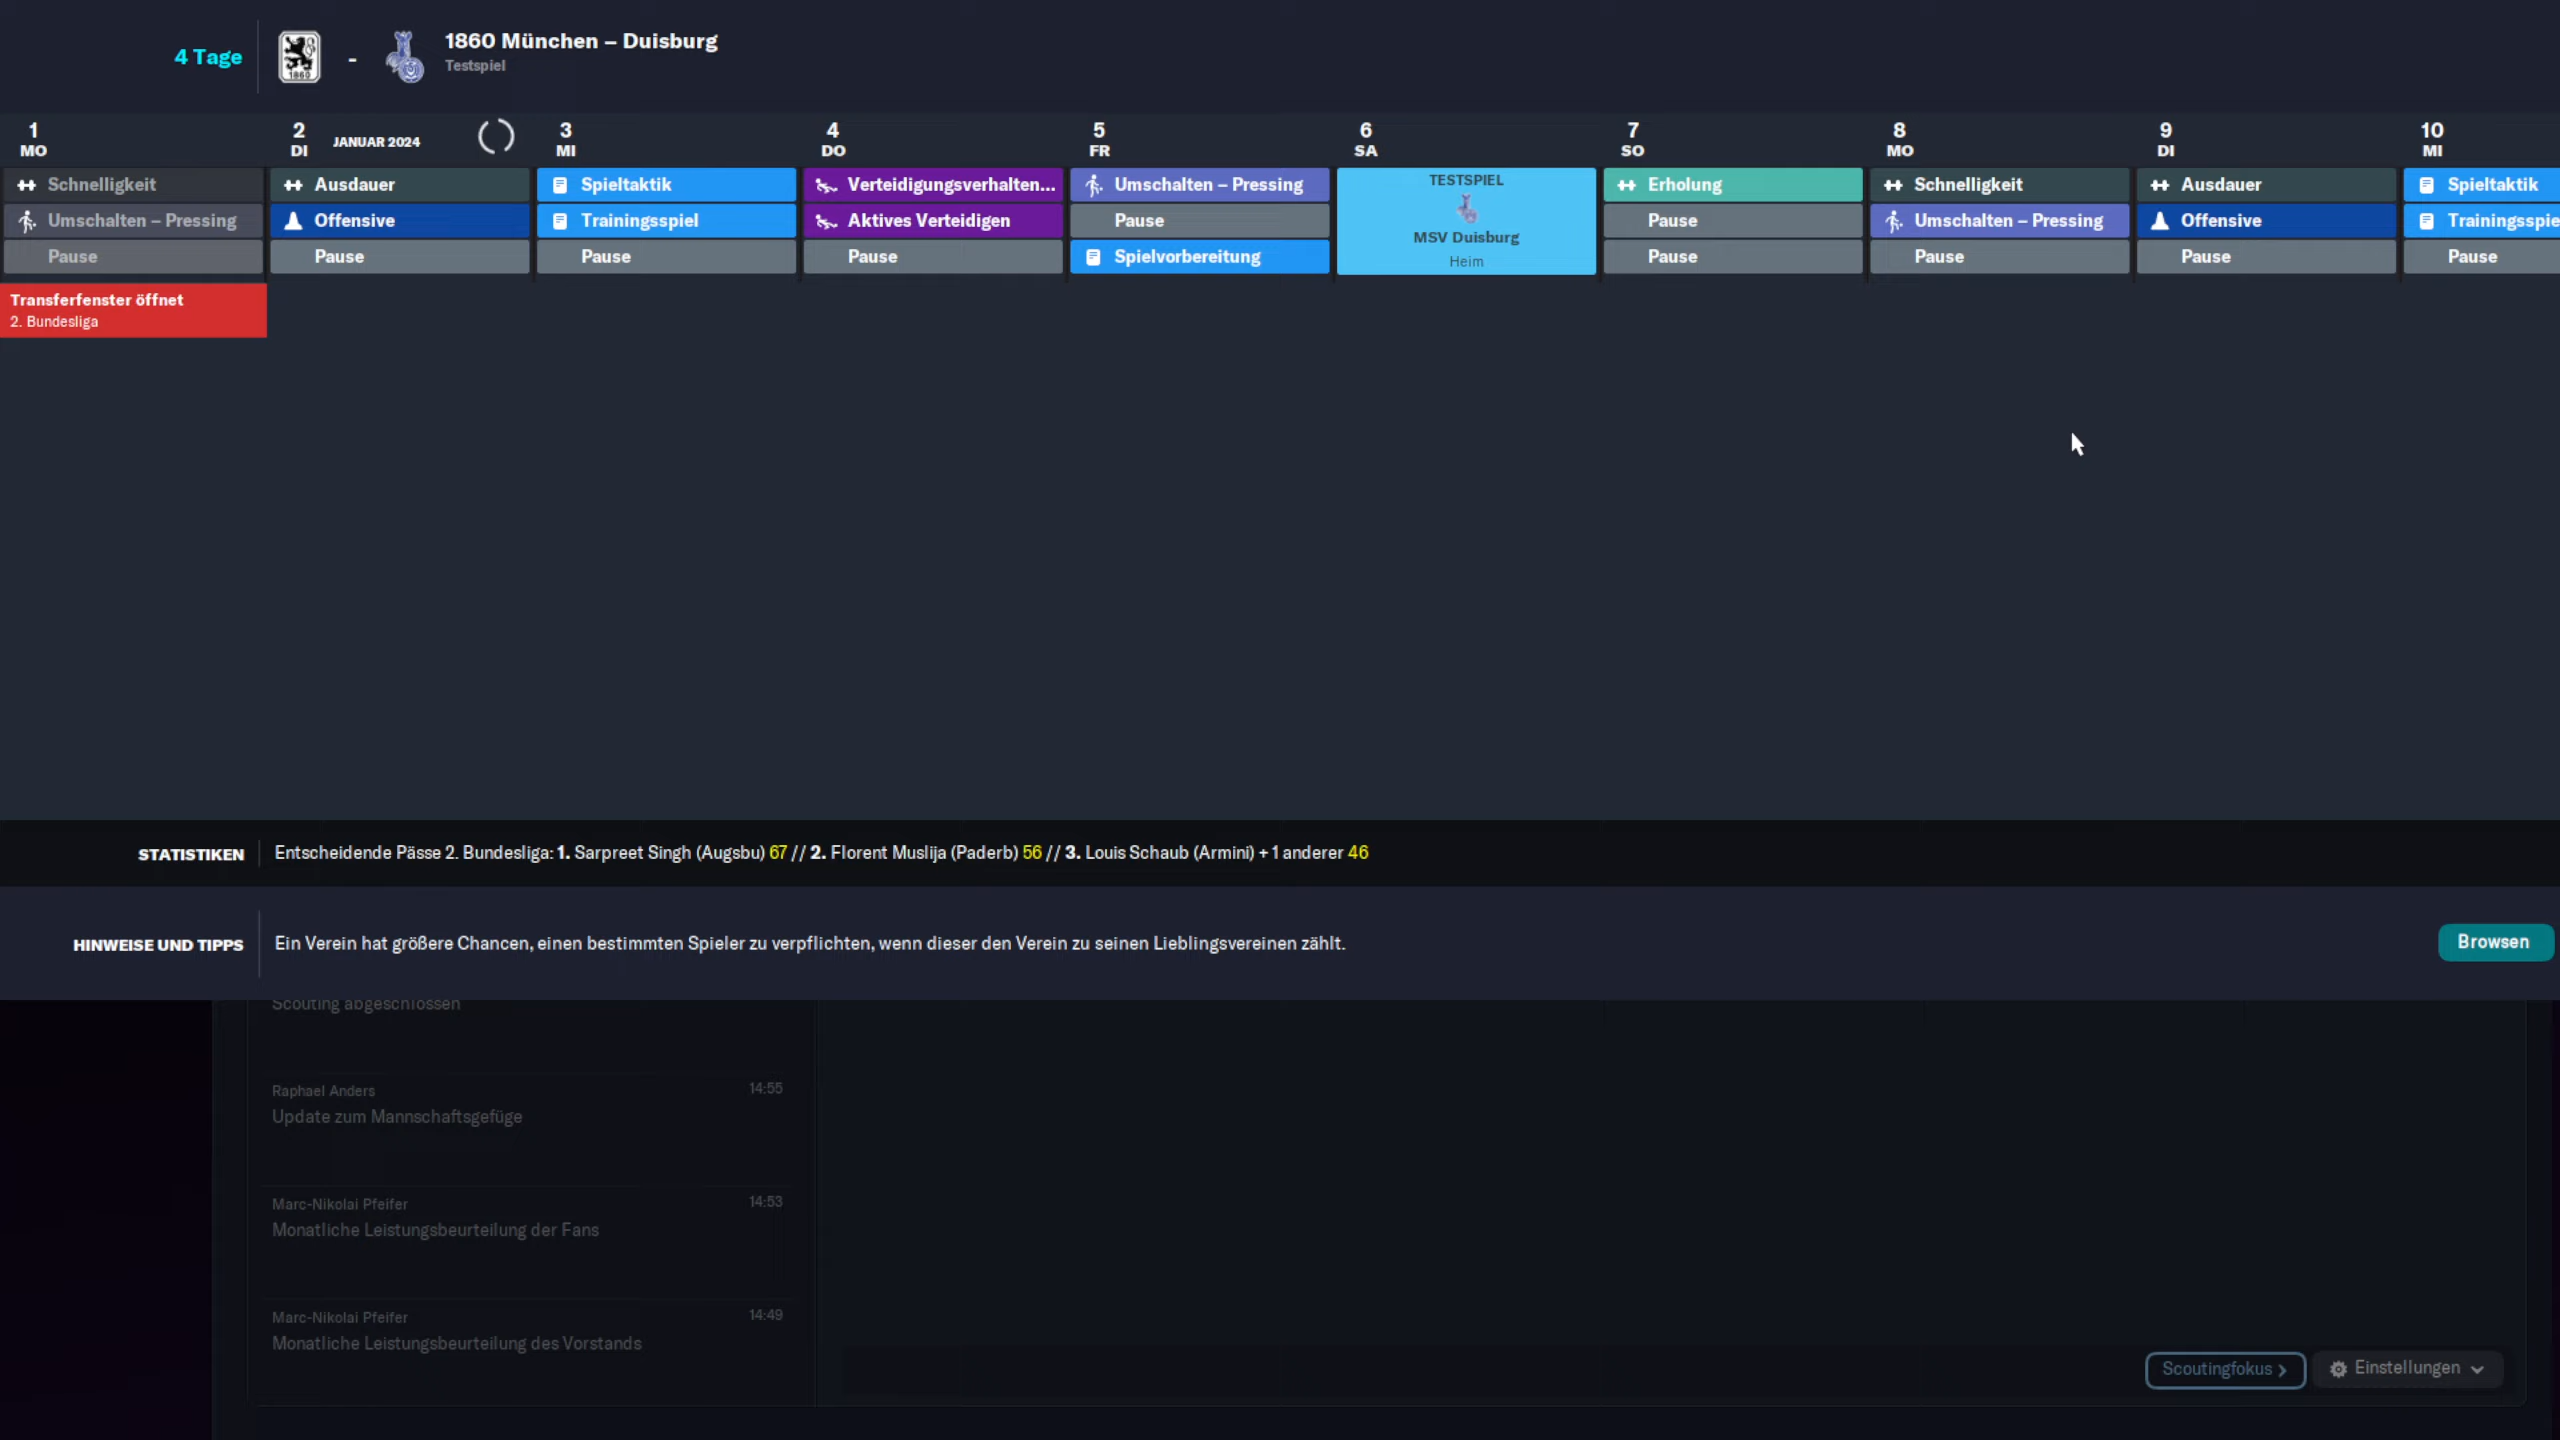 4 Tage
1860
-
1860 München – Duisburg
Testspiel
1
MO
2
DI
JANUAR 2024
3
MI
4
DO
5
FR
6
SA
7
SO
8
MO
9
DI
10
MI
Schnelligkeit
Umschalten – Pressing
Pause
Transferfenster öffnet
2. Bundesliga
Ausdauer
Offensive
Pause
Spieltaktik
Trainingsspiel
Pause
Verteidigungsverhalten...
Aktives Verteidigen
Pause
Umschalten – Pressing
Pause
Spielvorbereitung
TESTSPIEL
MSV Duisburg
Heim
Erholung
Pause
Pause
Schnelligkeit
Umschalten – Pressing
Pause
Ausdauer
Offensive
Pause
Spieltaktik
Trainingsspie
Pause
STATISTIKEN
Entscheidende Pässe 2. Bundesliga: 1. Sarpreet Singh (Augsbu) 67 // 2. Florent Muslija (Paderb) 56 // 3. Louis Schaub (Armini) + 1 anderer 46
HINWEISE UND TIPPS
Ein Verein hat größere Chancen, einen bestimmten Spieler zu verpflichten, wenn dieser den Verein zu seinen Lieblingsvereinen zählt.
Browsen
Scouting abgeschlossen
Raphael Anders
14:55
Update zum Mannschaftsgefüge
Marc-Nikolai Pfeifer
14:53
Monatliche Leistungsbeurteilung der Fans
Marc-Nikolai Pfeifer
14:49
Monatliche Leistungsbeurteilung des Vorstands
Scoutingfokus
Einstellungen